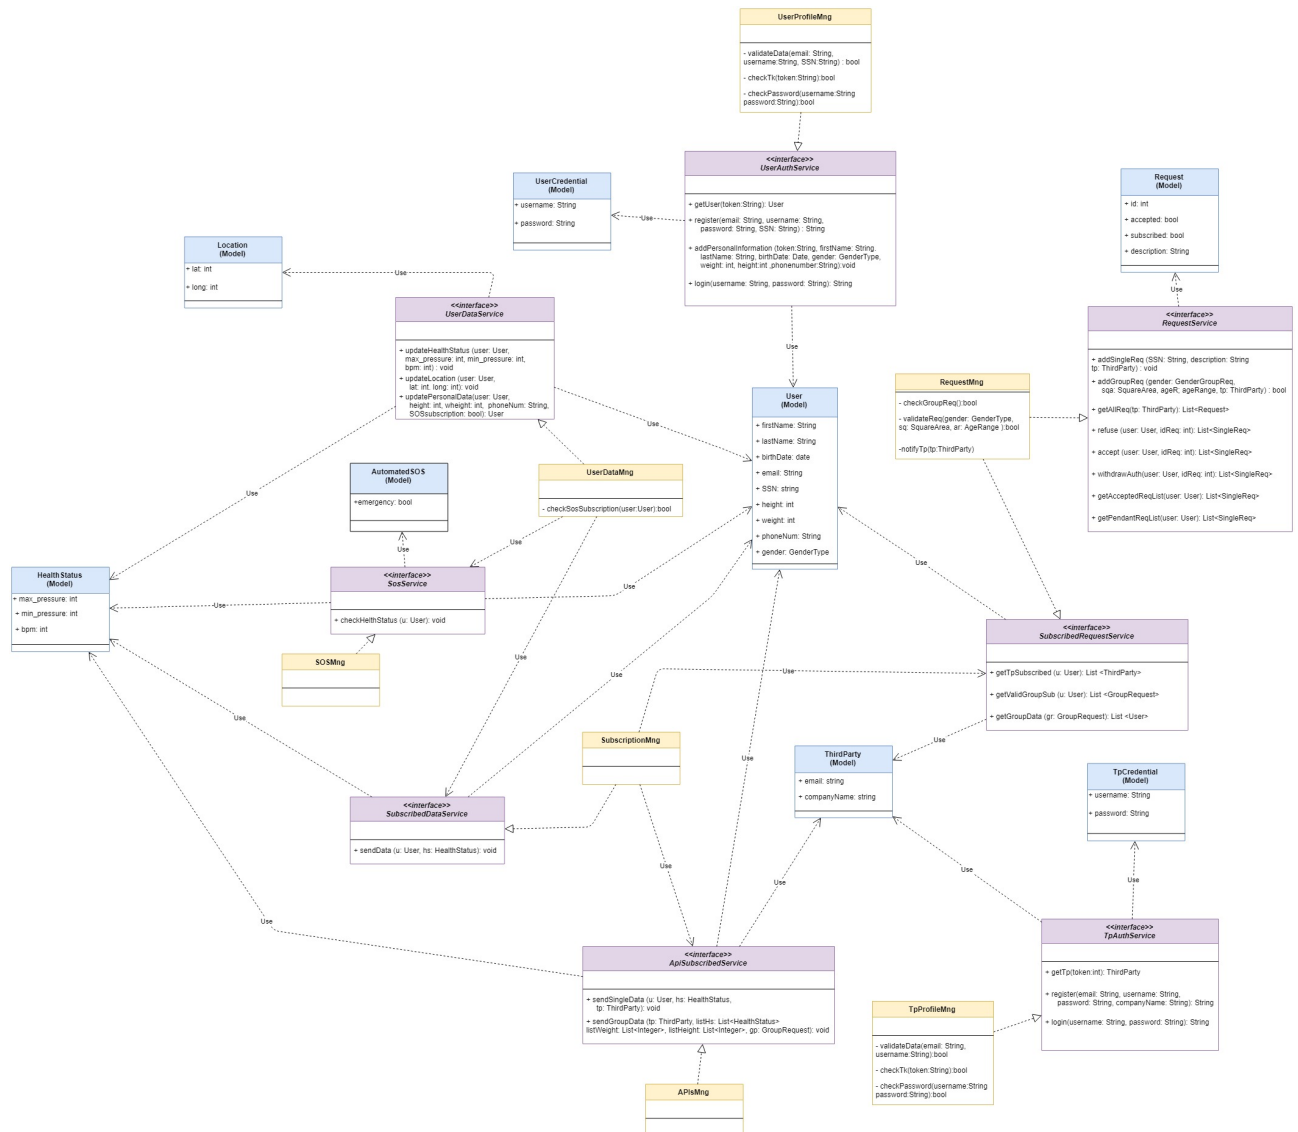 UserProfileMng
- validateData(email: String,
username:String, SSN:String) : bool
- checkTk(token:String):bool
- checkPassword(username:String
password:String):bool
<<interface>>
UserAuthService
+ getUser(token:String): User
+ register(email: String, username: String,
password: String, SSN: String) : String
+ addPersonalInformation (token:String, firstName: String,
lastName: String, birthDate: Date, gender: GenderType,
weight: int, height:int ,phonenumber:String):void
+ login(username: String, password: String): String
UserCredential
(Model)
+ username: String
+ password: String
Use
Request
(Model)
+ id: int
+ accepted: bool
+ subscribed: bool
+ description: String
Use
Location
(Model)
+ lat: int
+ long: int
Use
<<interface>>
UserDataService
+ updateHealthStatus (user: User,
max_pressure: int, min_pressure: int,
bpm: int) : void
+ updateLocation (user: User,
lat: int. long: int): void
+ updatePersonalData(user: User,
height: int, wheight: int,  phoneNum: String,
SOSsubscription: bool): User
Use
<<interface>>
RequestService
+ addSingleReq (SSN: String, description: String
tp: ThirdParty) : void
+ addGroupReq (gender: GenderGroupReq,
sqa: SquareArea, ageR: ageRange, tp: ThirdParty) : bool
+ getAllReq(tp: ThirdParty): List<Request>
+ refuse (user: User, idReq: int): List<SingleReq>
+ accept (user: User, idReq: int): List<SingleReq>
+ withdrawAuth(user: User, idReq: int): List<SingleReq>
+ getAcceptedReqList(user: User): List<SingleReq>
+ getPendantReqList(user: User): List<SingleReq>
RequestMng
- checkGroupReq():bool
- validateReq(gender: GenderType,
sq: SquareArea, ar: AgeRange ):bool
-notifyTp(tp:ThirdParty)
User
(Model)
+ firstName: String
+ lastName: String
+ birthDate: date
+ email: String
+ SSN: string
+ height: int
+ weight: int
+ phoneNum: String
+ gender: GenderType
Use
AutomatedSOS
(Model)
+emergency: bool
UserDataMng
- checkSosSubscription(user:User):bool
Use
Use
Use
HealthStatus
(Model)
+ max_pressure: int
+ min_pressure: int
+ bpm: int
Use
<<interface>>
SosService
+ checkHelthStatus (u: User): void
Use
Use
Use
SOSMng
<<interface>>
SubscribedRequestService
+ getTpSubscribed (u: User): List <ThirdParty>
+ getValidGroupSub (u: User): List <GroupRequest>
+ getGroupData (gr: GroupRequest): List <User>
Use
Use
Use
Use
SubscriptionMng
Use
Use
ThirdParty
(Model)
+ email: string
+ companyName: string
TpCredential
(Model)
+ username: String
+ password: String
<<interface>>
SubscribedDataService
+ sendData (u: User, hs: HealthStatus): void
Use
Use
Use
Use
Use
<<interface>>
ApiSubscribedService
+ sendSingleData (u: User, hs: HealthStatus,
tp: ThirdParty): void
+ sendGroupData (tp: ThirdParty, listHs: List<HealthStatus>
listWeight: List<Integer>, listHeight: List<Integer>, gp: GroupRequest): void
<<interface>>
TpAuthService
+ getTp(token:int): ThirdParty
+ register(email: String, username: String,
password: String, companyName: String): String
+ login(username: String, password: String): String
TpProfileMng
- validateData(email: String,
username:String):bool
- checkTk(token:String):bool
- checkPassword(username:String
password:String):bool
APIsMng